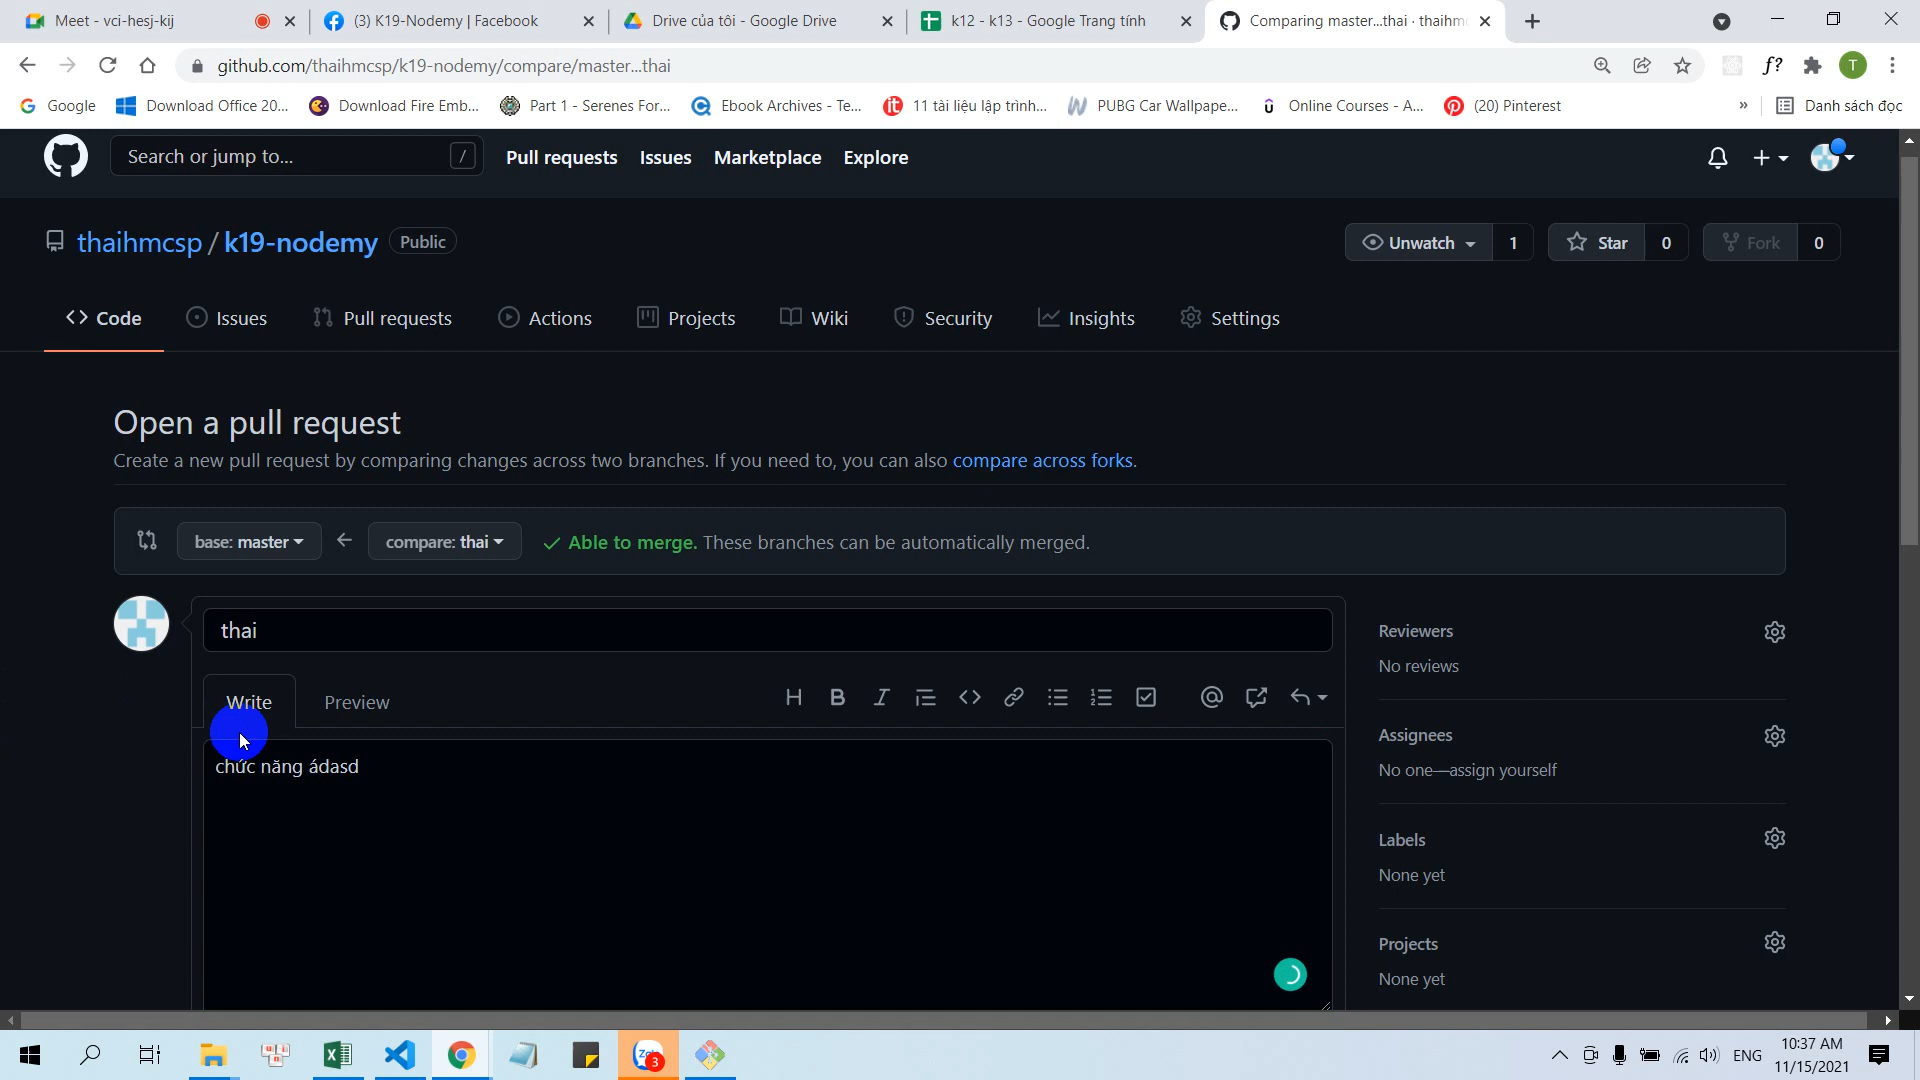 Meet - vci-hesj-kij
(3) K19-Nodemy | Facebook
Drive của tôi - Google Drive
k12 - k13 - Google Trang tính
Comparing master...thai · thaihm
github.com/thaihmcsp/k19-nodemy/compare/master...thai
f?
T
Google
Download Office 20...
Download Fire Emb...
Part 1 - Serenes For...
Ebook Archives - Te...
11 tài liệu lập trình...
PUBG Car Wallpape...
Online Courses - A...
(20) Pinterest
»
Danh sách đọc
Search or jump to...
/
Pull requests
Issues
Marketplace
Explore
thaihmcsp / k19-nodemy
Public
Unwatch
1
Star
0
Fork
0
Code
Issues
Pull requests
Actions
Projects
Wiki
Security
Insights
Settings
Open a pull request
Create a new pull request by comparing changes across two branches. If you need to, you can also compare across forks.
base: master
compare: thai
Able to merge. These branches can be automatically merged.
thai
Write
Preview
chức năng ádasd
Reviewers
No reviews
Assignees
No one—assign yourself
Labels
None yet
Projects
None yet
3
ENG
10:37 AM
11/15/2021